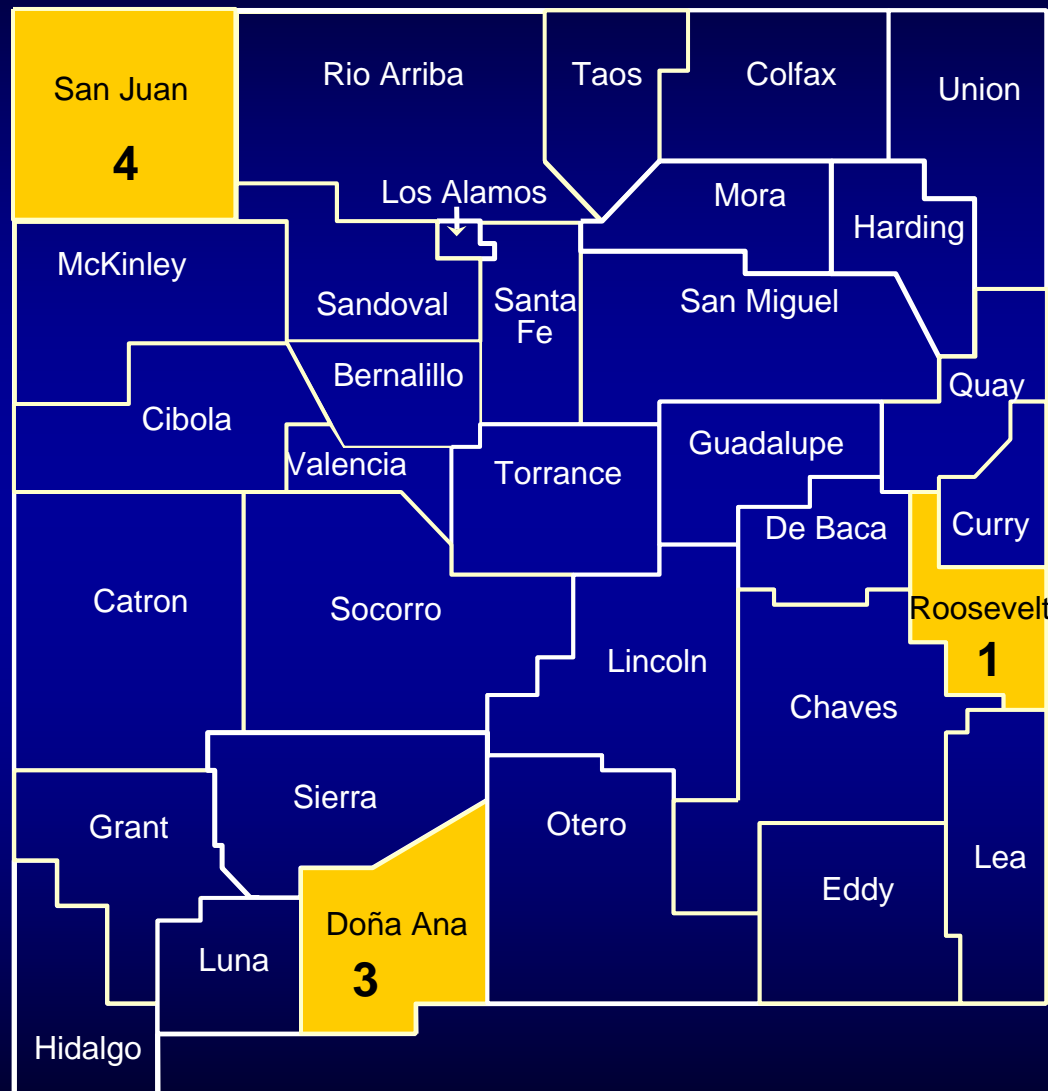 Rio Arriba
Taos
Colfax
Union
San Juan
4
Los Alamos
Mora
Harding
McKinley
Sandoval
Santa
Fe
San Miguel
Bernalillo
Quay
Cibola
Guadalupe
Valencia
Torrance
De Baca
Curry
Catron
Socorro
Roosevelt
1
Lincoln
Chaves
Sierra
Grant
Otero
Lea
Eddy
Doña Ana
3
Luna
Hidalgo